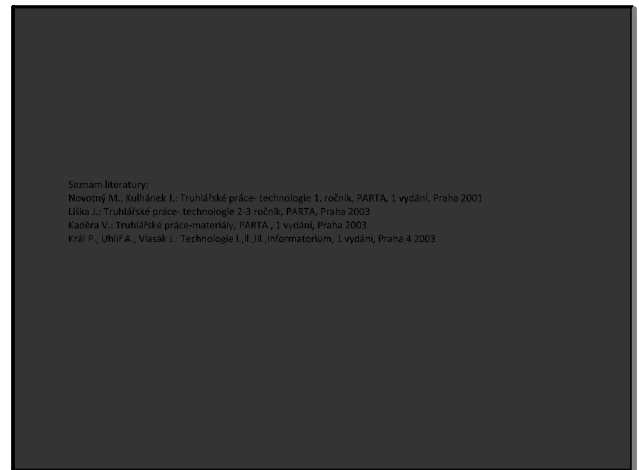 Seznam literatury:
Novotný M., Kulhánek I.: Truhlářské práce- technologie 1. ročník, PARTA, 1 vydání, Praha 2001
Liška J.: Truhlářské práce- technologie 2-3 ročník, PARTA, Praha 2003
Kaděra V.: Truhlářské práce-materiály, PARTA , 1 vydání, Praha 2003
Král P., Uhlíř A., Vlasák J.: Technologie I.,II.,III.,Informatorium, 1 vydání, Praha 4 2003